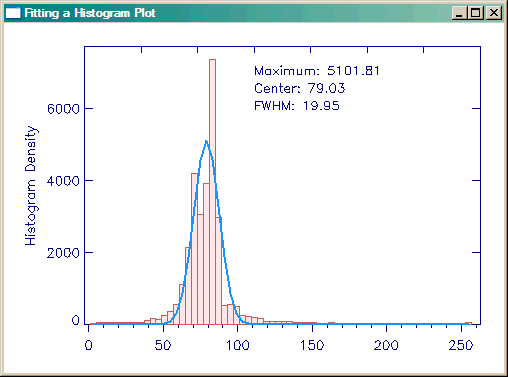 Fitting a Histogram Plot
Maximum: 5101.81
Center: 79.03
FWHM: 19.95
Histogram Density
6000
4000
2000
0
0 50 100 150 200 250